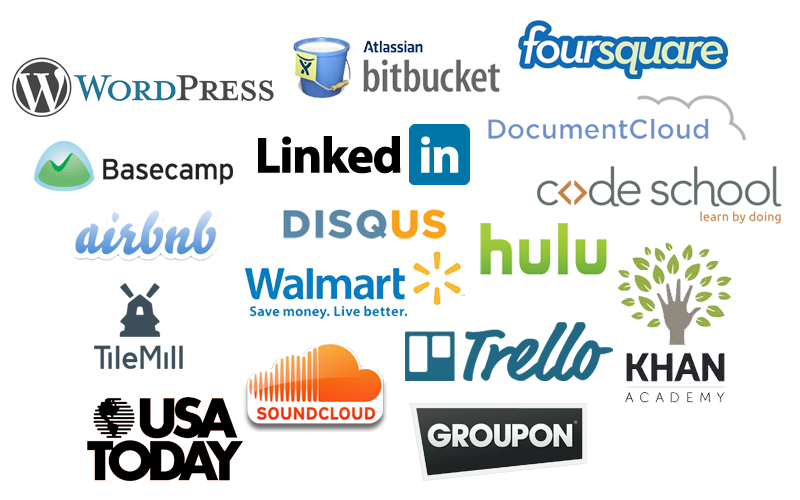 WORDPRESS
Atlassian
bitbucket
foursquare
DocumentCloud
Basecamp
Linked in
code school
learn by doing
airbnb
DISQUS
hulu
Walmart
Save money. Live better.
TileMill
Trello
KHAN
ACADEMY
SOUNDCLOUD
USA
TODAY
GROUPON